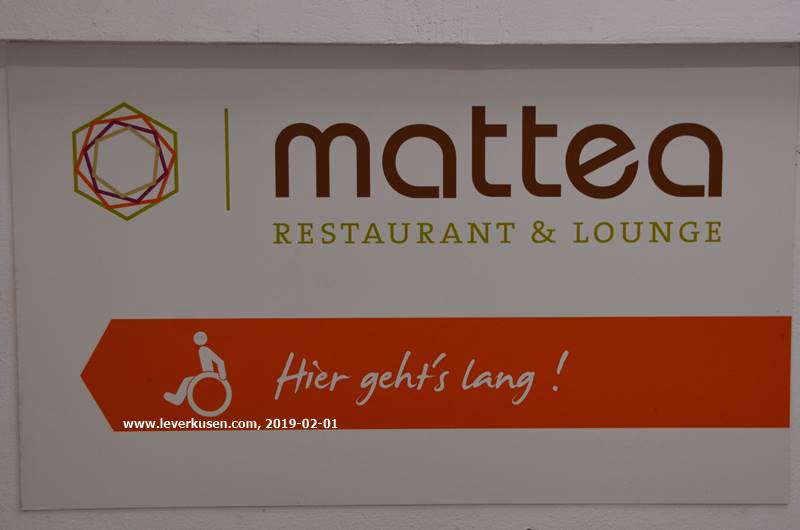 mattea
RESTAURANT & LOUNGE
Hier geht's lang !
www.leverkusen.com, 2019-02-01